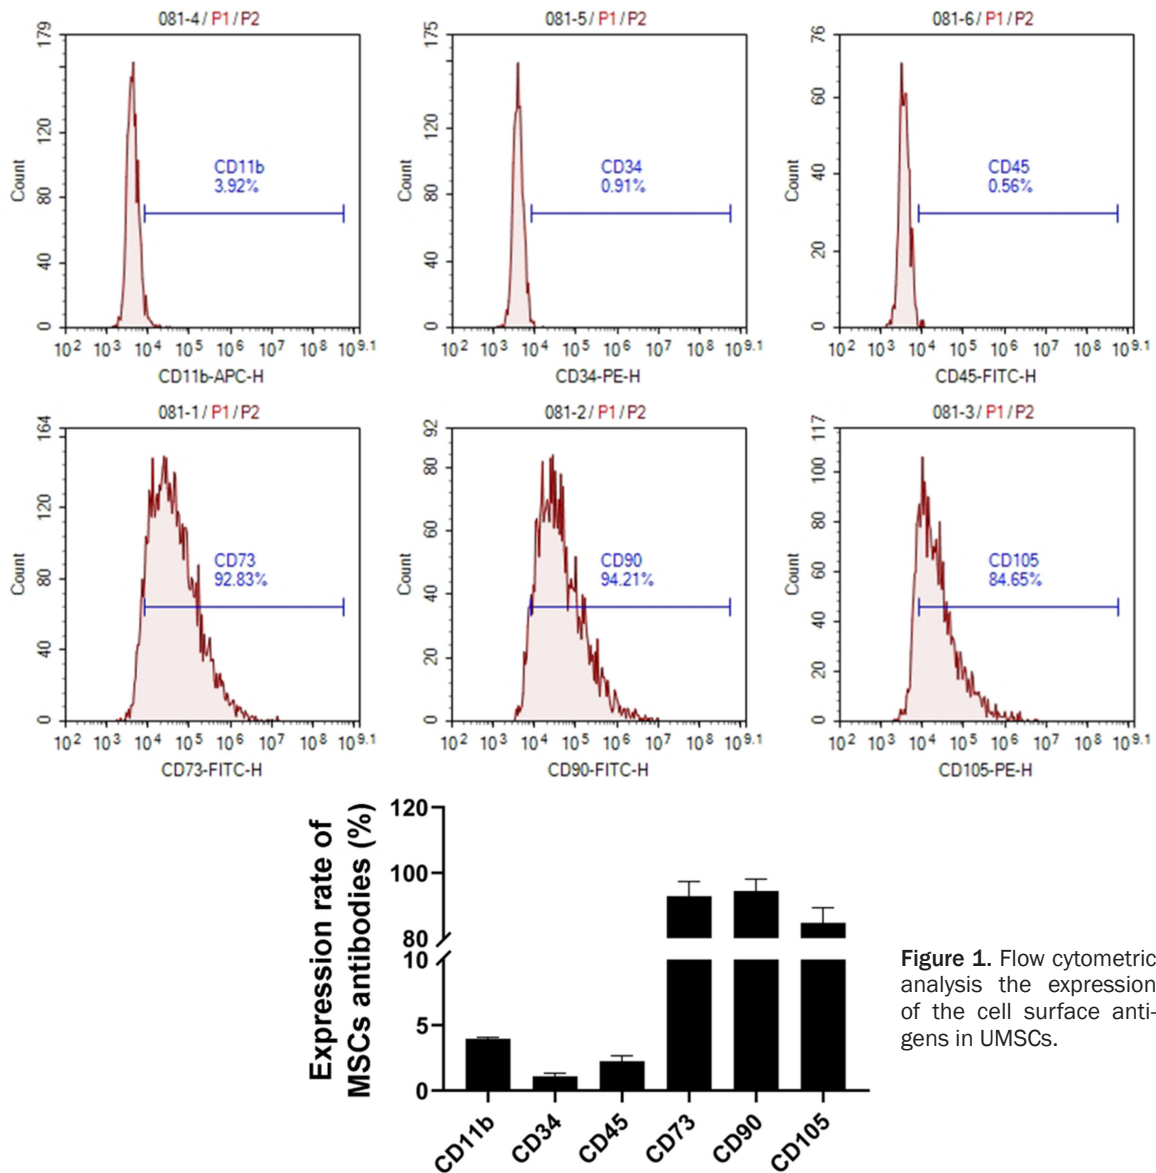 081-4 / P1 / P2
179
120
80
40
0
Count
CD11b
3.92%
10^2 10^3 10^4 10^5 10^6 10^7 10^8 10^9.1
CD11b-APC-H
081-5 / P1 / P2
175
120
80
40
0
Count
CD34
0.91%
10^2 10^3 10^4 10^5 10^6 10^7 10^8 10^9.1
CD34-PE-H
081-6 / P1 / P2
76
60
40
20
0
Count
CD45
0.56%
10^2 10^3 10^4 10^5 10^6 10^7 10^8 10^9.1
CD45-FITC-H
081-1 / P1 / P2
164
120
80
40
0
Count
CD73
92.83%
10^2 10^3 10^4 10^5 10^6 10^7 10^8 10^9.1
CD73-FITC-H
081-2 / P1 / P2
92
80
60
40
20
0
Count
CD90
94.21%
10^2 10^3 10^4 10^5 10^6 10^7 10^8 10^9.1
CD90-FITC-H
081-3 / P1 / P2
117
100
80
60
40
20
0
Count
CD105
84.65%
10^2 10^3 10^4 10^5 10^6 10^7 10^8 10^9.1
CD105-PE-H
Expression rate of
MSCs antibodies (%)
120
100
80
10
5
0
CD11b
CD34
CD45
CD73
CD90
CD105
Figure 1. Flow cytometric
analysis the expression
of the cell surface anti-
gens in UMSCs.